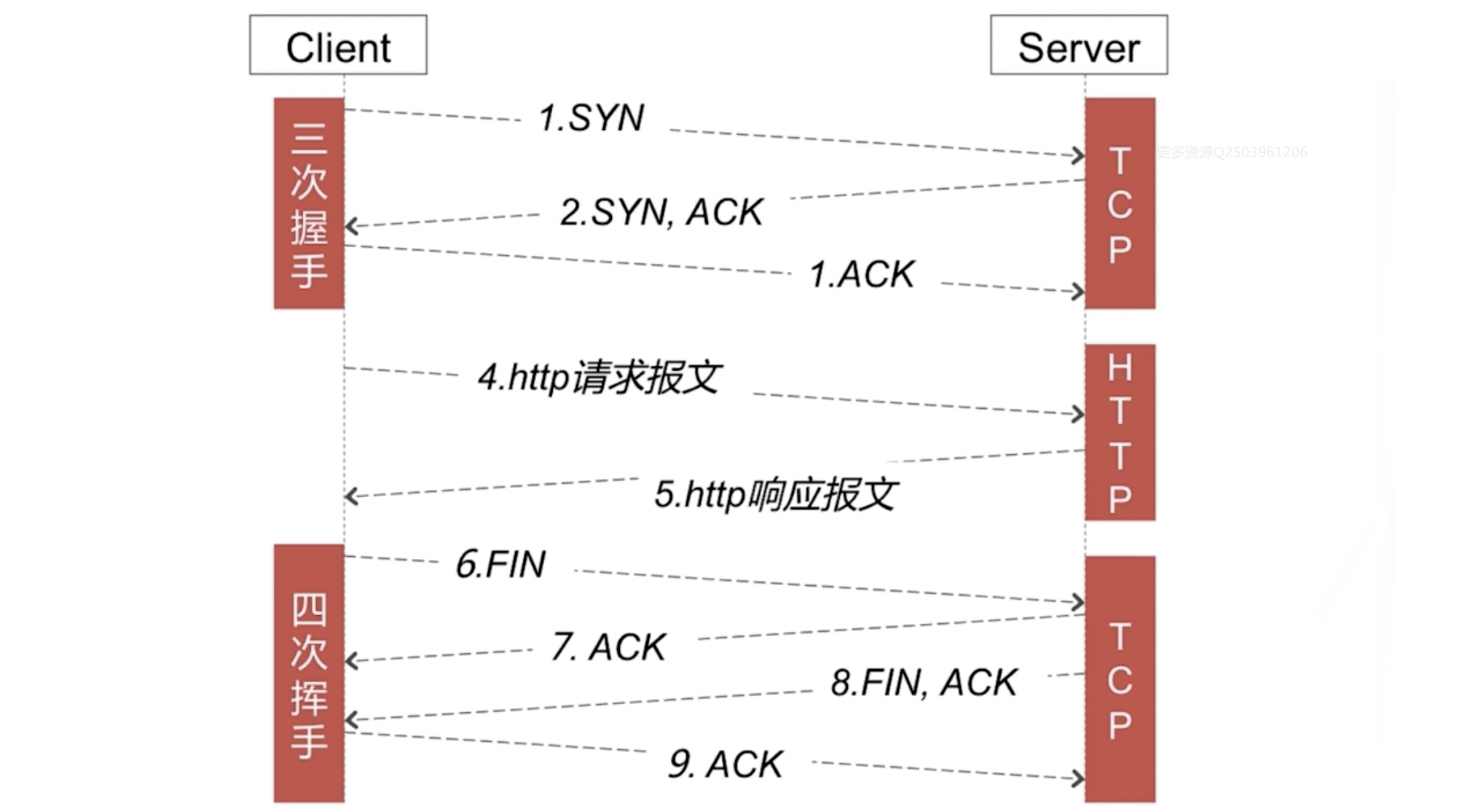 Client
Server
三次握手
1.SYN
TCP
更多资源Q2503961206
2.SYN, ACK
1.ACK
4.http请求报文
HTTP
5.http响应报文
四次挥手
6.FIN
TCP
7. ACK
8.FIN, ACK
9. ACK